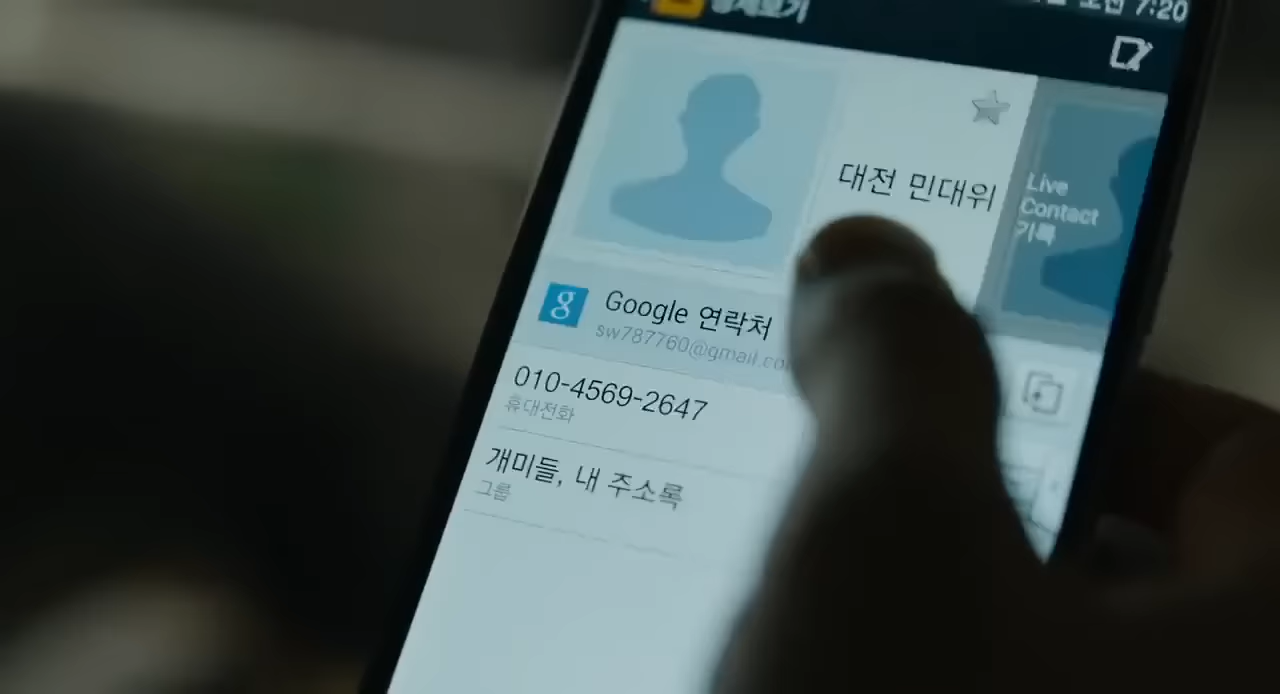 7:20
대전 민대위
Live
Contact
기록
g
Google 연락처
sw787760@gmail.co
010-4569-2647
휴대전화
개미들, 내 주소록
그룹